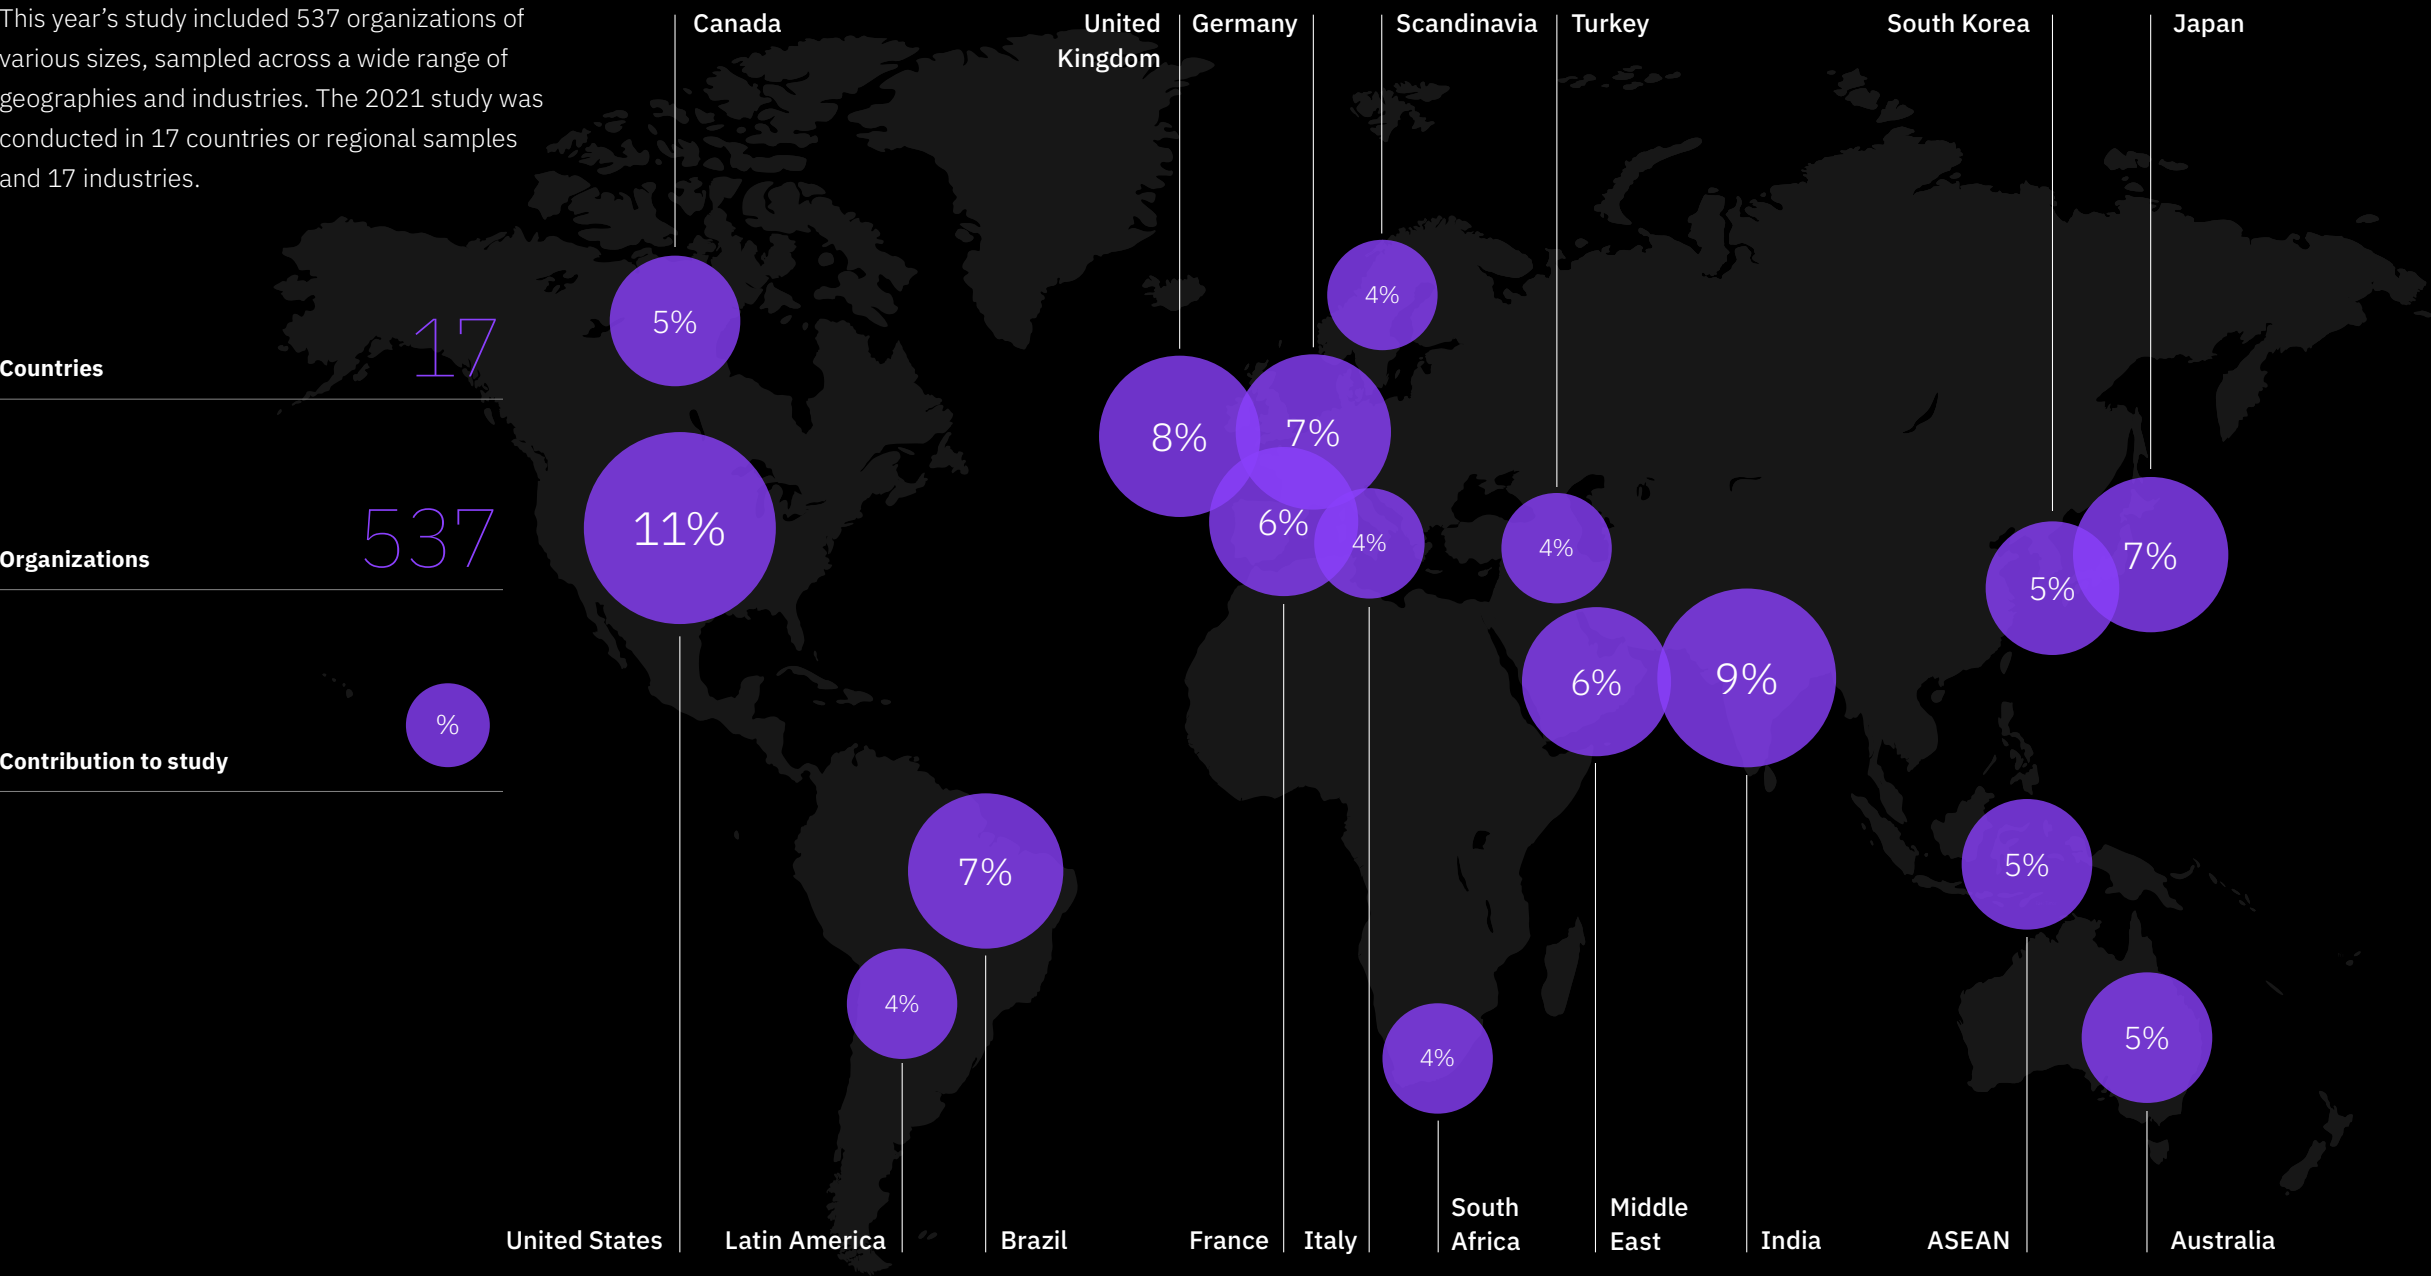 This year’s study included 537 organizations of
various sizes, sampled across a wide range of
geographies and industries. The 2021 study was
conducted in 17 countries or regional samples
and 17 industries.
Countries
17
Organizations
537
Contribution to study
%
Canada
United
Kingdom
Germany
Scandinavia
Turkey
South Korea
Japan
4%
5%
8%
7%
11%
6%
4%
4%
5%
7%
6%
9%
7%
5%
4%
4%
5%
United States
Latin America
Brazil
France
Italy
South
Africa
Middle
East
India
ASEAN
Australia